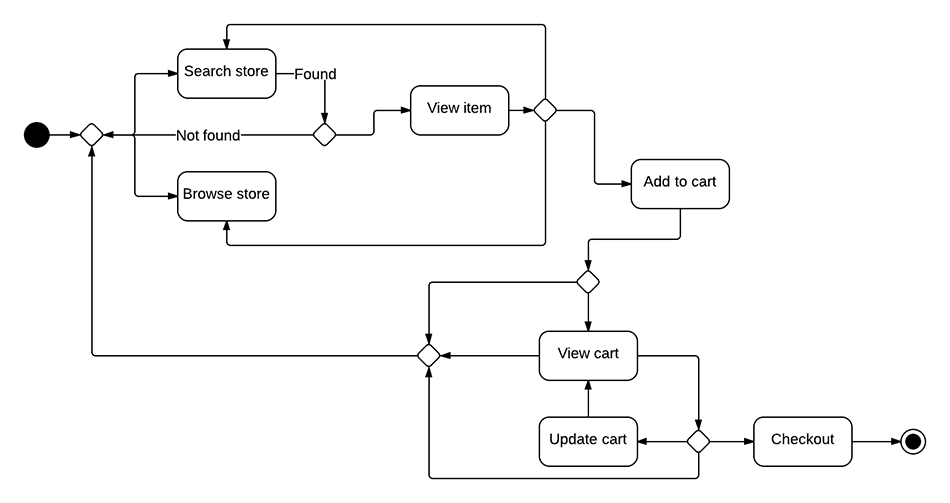 Search store
Found
View item
Not found
Add to cart
Browse store
View cart
Update cart
Checkout